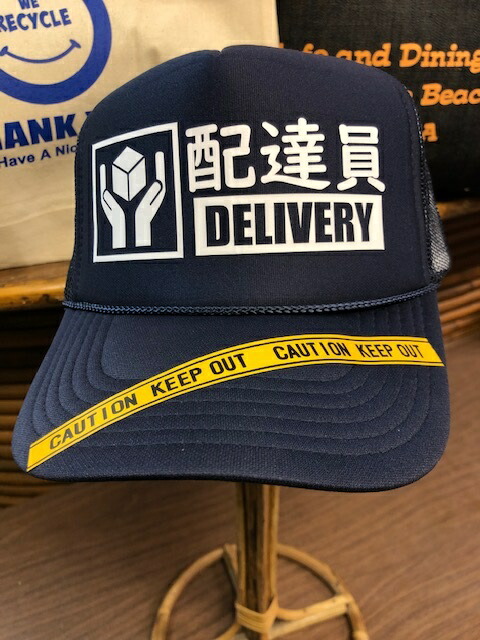 WE
RECYCLE
HANK
Have A Nic
and Dining
Beac
A
配達員
DELIVERY
CAUTION KEEP OUT CAUTION KEEP OUT